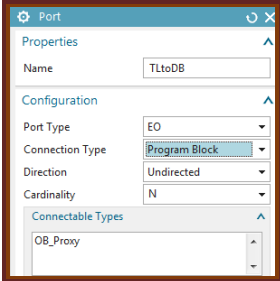 Port
Properties
Name TLtoDB
Configuration
Port Type EO
Connection Type Program Block
Direction Undirected
Cardinality N
Connectable Types
OB_Proxy